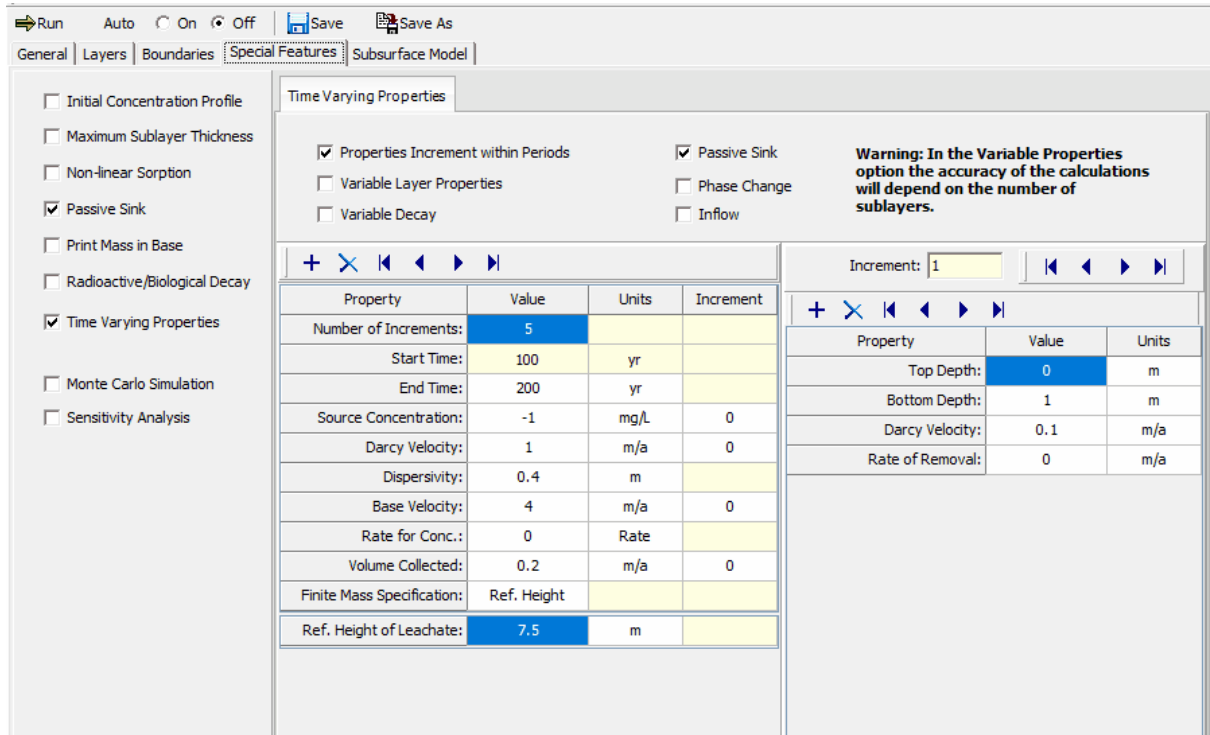 Run Auto On Off Save Save As
General Layers Boundaries Special Features Subsurface Model
Initial Concentration Profile
Maximum Sublayer Thickness
Non-linear Sorption
Passive Sink
Print Mass in Base
Radioactive/Biological Decay
Time Varying Properties
Monte Carlo Simulation
Sensitivity Analysis
Time Varying Properties
Properties Increment within Periods
Variable Layer Properties
Variable Decay
Passive Sink
Phase Change
Inflow
Warning: In the Variable Properties
option the accuracy of the calculations
will depend on the number of
sublayers.
Property Value Units Increment
Number of Increments: 5
Start Time: 100 yr
End Time: 200 yr
Source Concentration: -1 mg/L 0
Darcy Velocity: 1 m/a 0
Dispersivity: 0.4 m
Base Velocity: 4 m/a 0
Rate for Conc.: 0 Rate
Volume Collected: 0.2 m/a 0
Finite Mass Specification: Ref. Height
Ref. Height of Leachate: 7.5 m
Increment: 1
Property Value Units
Top Depth: 0 m
Bottom Depth: 1 m
Darcy Velocity: 0.1 m/a
Rate of Removal: 0 m/a